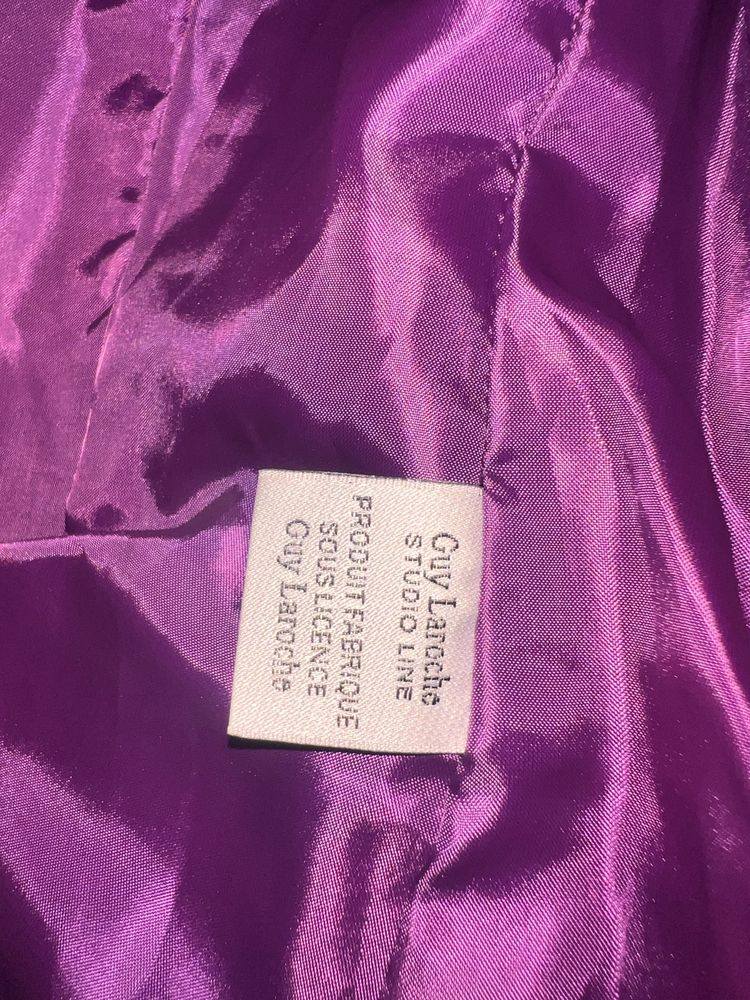 Guy Laroche
STUDIO LINE
PRODUIT FABRIQUE
SOUS LICENCE
Guy Laroche